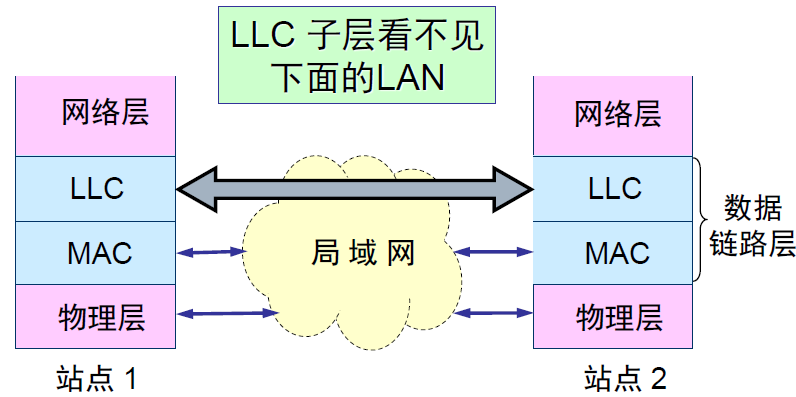 LLC 子层看不见
下面的LAN
网络层
LLC
MAC
物理层
站点 1
局 域 网
网络层
LLC
MAC
物理层
站点 2
数据
链路层